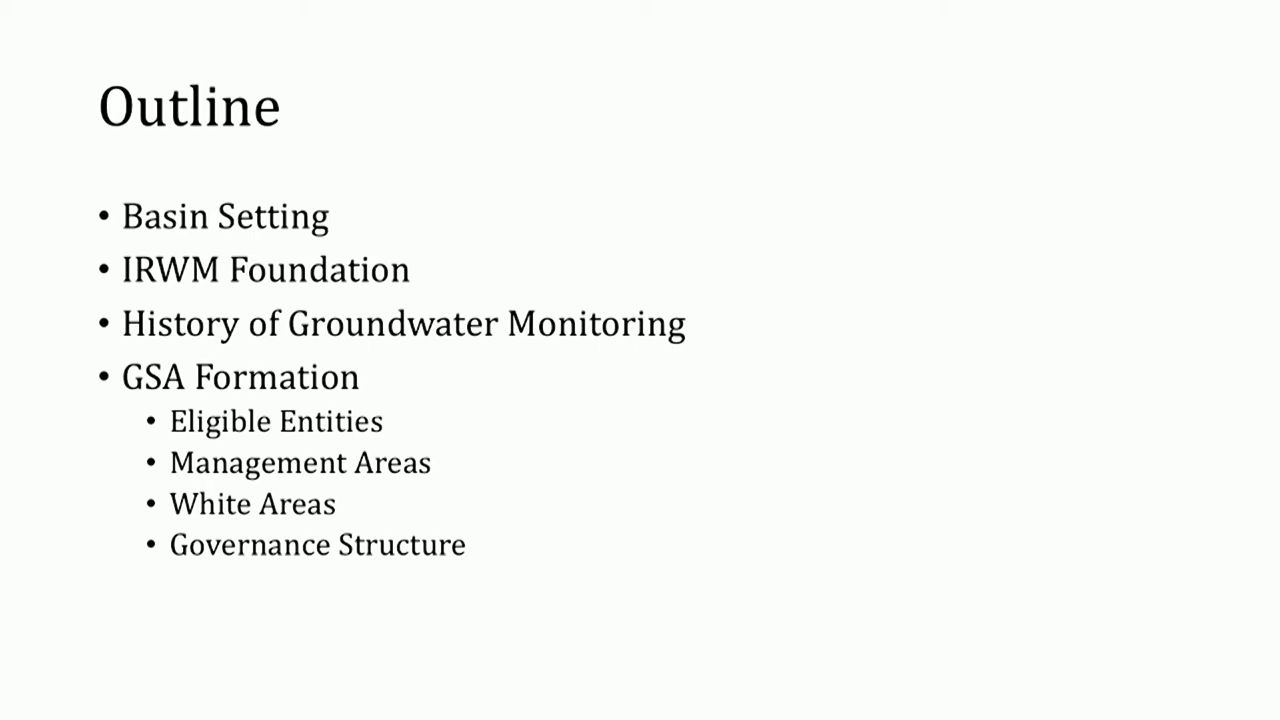 Outline
• Basin Setting
• IRWM Foundation
• History of Groundwater Monitoring
• GSA Formation
• Eligible Entities
• Management Areas
• White Areas
• Governance Structure